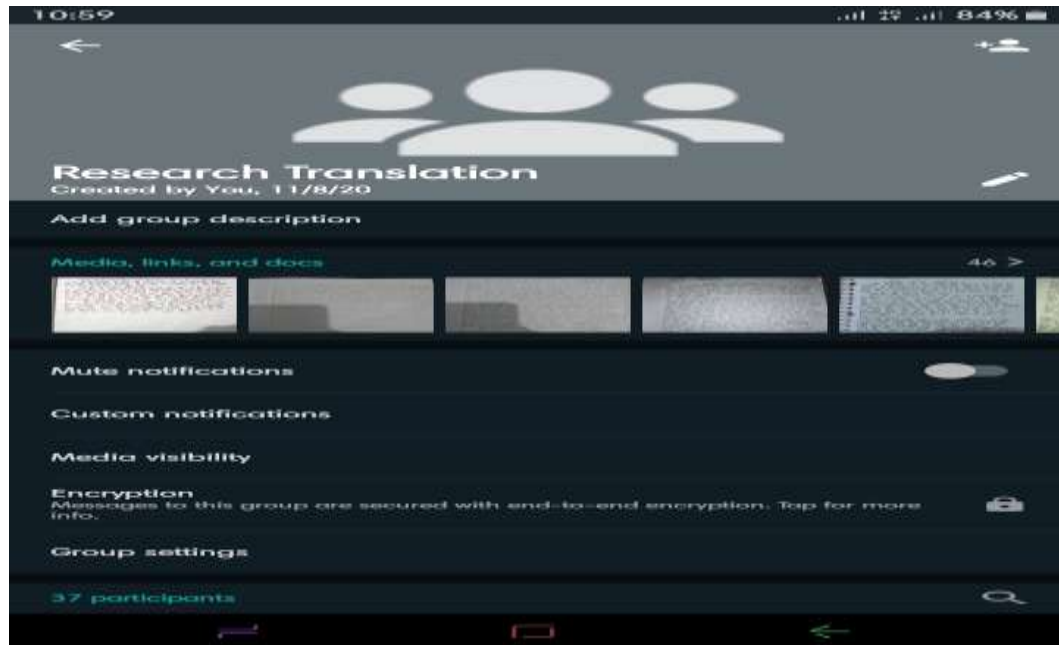 10:59
84%
Research Translation
Created by You, 11/8/20
Add group description
Media, links, and docs
46 >
Mute notifications
Custom notifications
Media visibility
Encryption
Messages to this group are secured with end-to-end encryption. Tap for more
info.
Group settings
37 participants